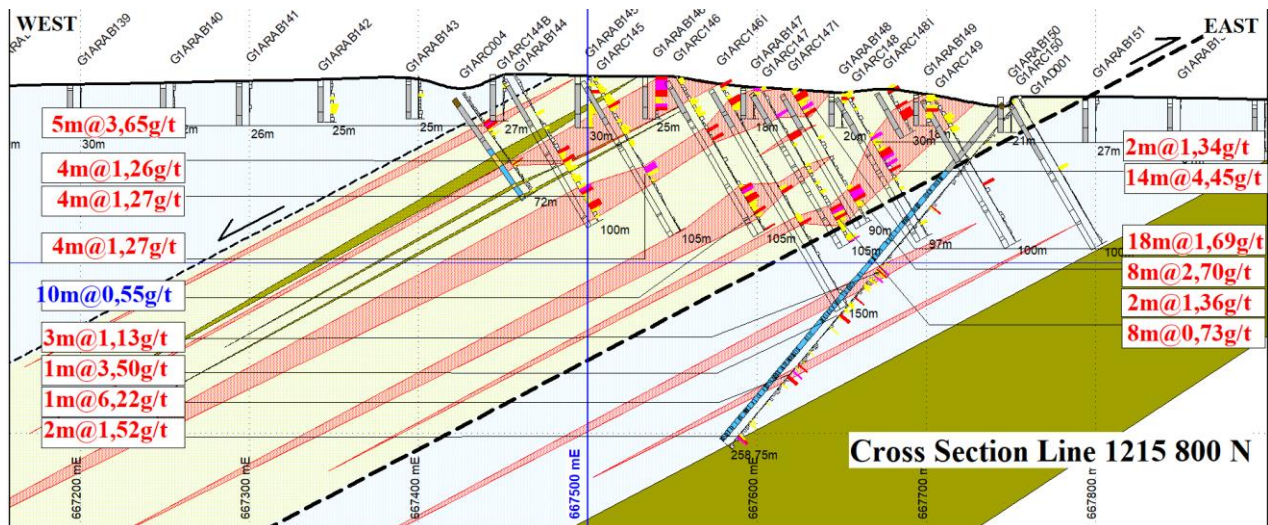 WEST
EAST
G1ARAB139
G1ARAB140
G1ARAB141
G1ARAB142
G1ARAB143
G1ARC004
G1ARC144B
G1ARAB144
G1ARAB145
G1ARC145
G1ARAB146
G1ARC146
G1ARC146I
G1ARAB147
G1ARC147
G1ARC147I
G1ARAB148
G1ARC148
G1ARC148I
G1ARAB149
G1ARC149
G1ARAB150
G1ARC150
G1AD001
G1ARAB151
30m
26m
25m
25m
27m
30m
25m
18m
20m
30m
18m
21m
27m
72m
100m
105m
105m
105m
90m
97m
100m
150m
258.75m
5m@3,65g/t
4m@1,26g/t
4m@1,27g/t
4m@1,27g/t
10m@0,55g/t
3m@1,13g/t
1m@3,50g/t
1m@6,22g/t
2m@1,52g/t
2m@1,34g/t
14m@4,45g/t
18m@1,69g/t
8m@2,70g/t
2m@1,36g/t
8m@0,73g/t
Cross Section Line 1215 800 N
667200 mE
667300 mE
667400 mE
667500 mE
667600 mE
667700 mE
667800 mE